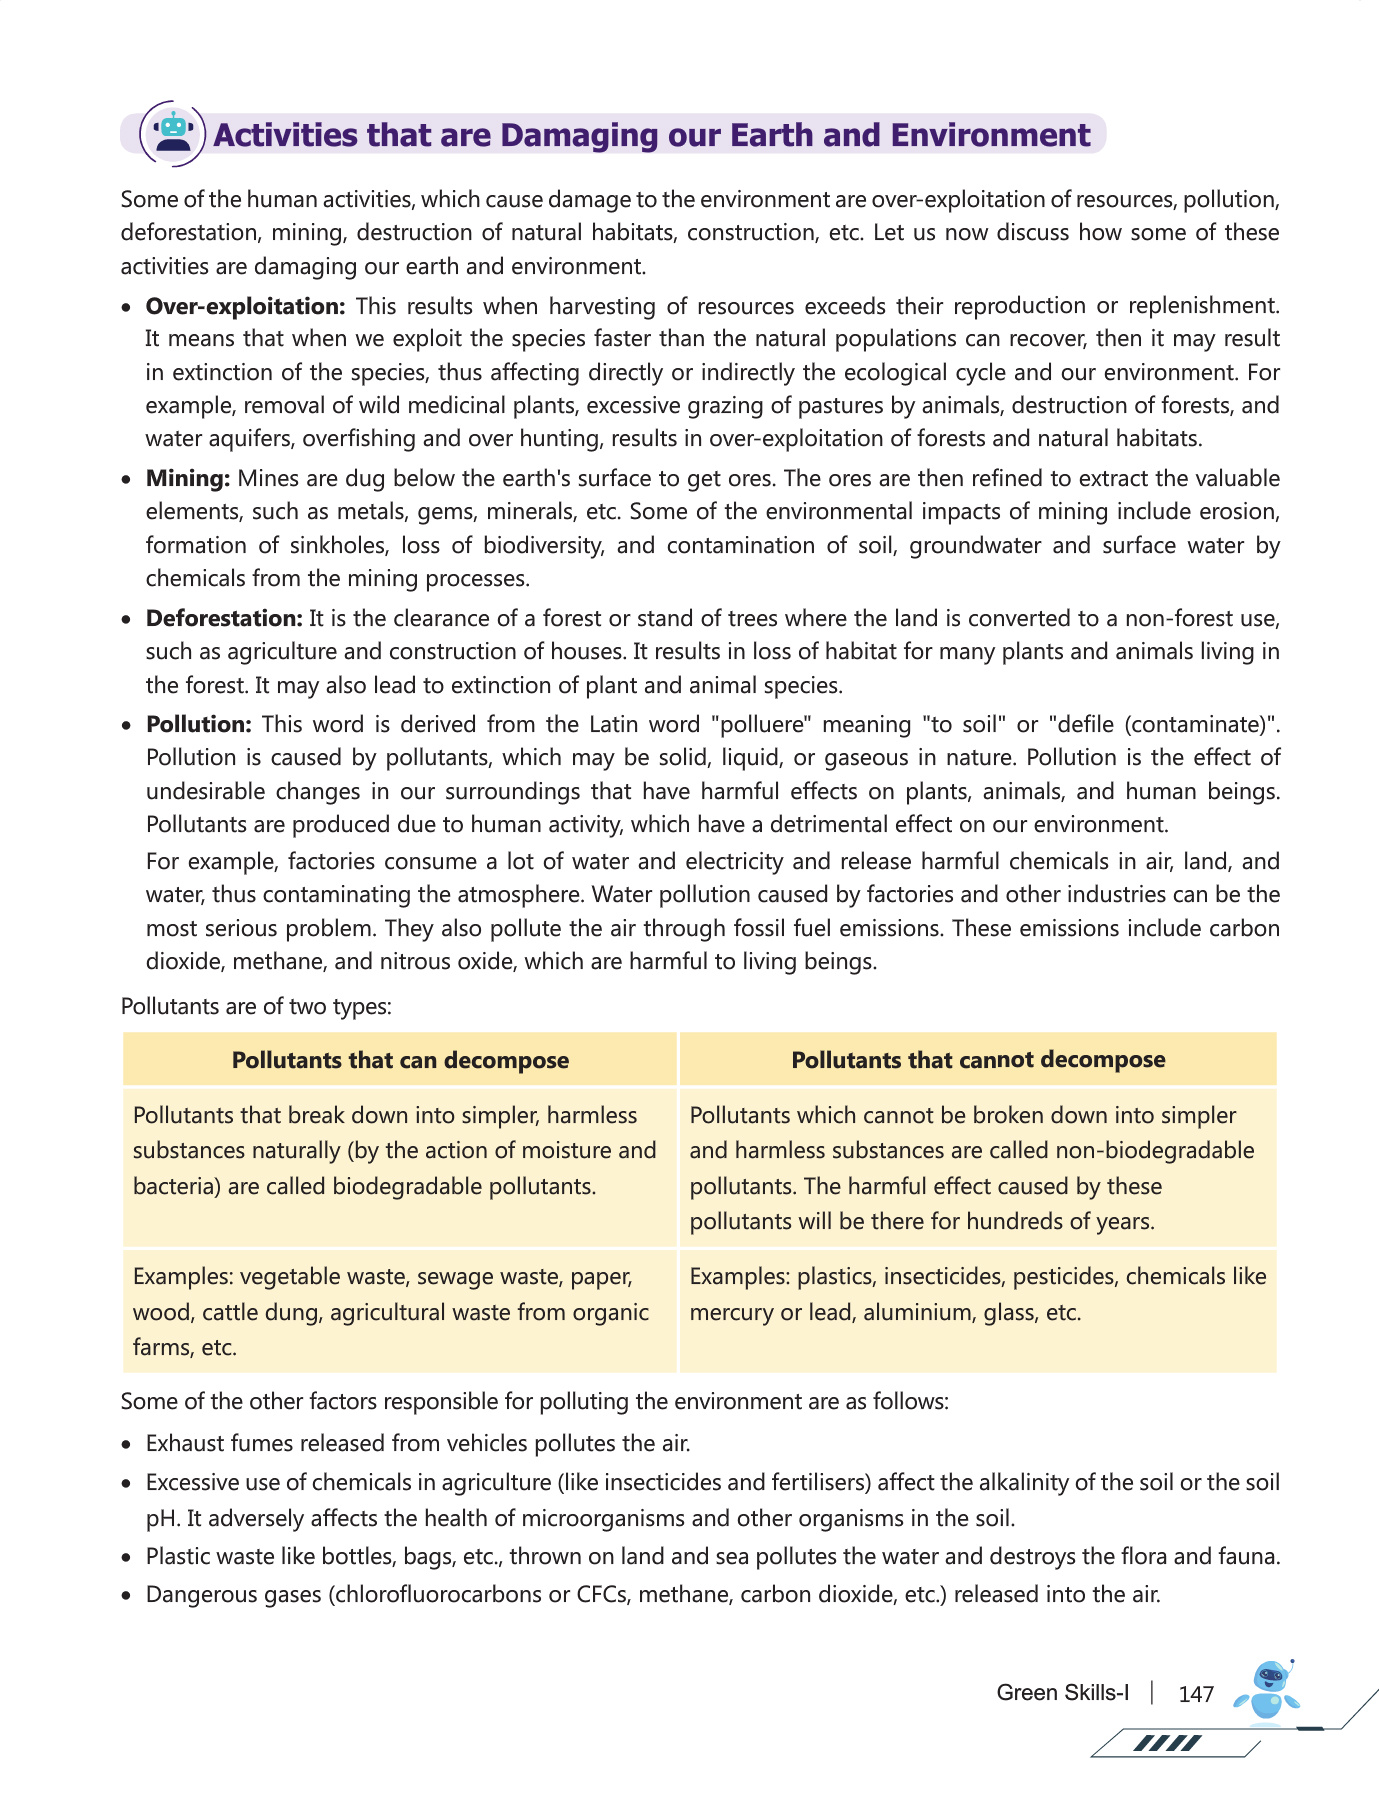 Activities that are Damaging our Earth and Environment
Some of the human activities, which cause damage to the environment are over-exploitation of resources, pollution,
deforestation, mining, destruction of natural habitats, construction, etc. Let us now discuss how some of these
activities are damaging our earth and environment.
• Over-exploitation: This results when harvesting of resources exceeds their reproduction or replenishment.
It means that when we exploit the species faster than the natural populations can recover, then it may result
in extinction of the species, thus affecting directly or indirectly the ecological cycle and our environment. For
example, removal of wild medicinal plants, excessive grazing of pastures by animals, destruction of forests, and
water aquifers, overfishing and over hunting, results in over-exploitation of forests and natural habitats.
• Mining: Mines are dug below the earth's surface to get ores. The ores are then refined to extract the valuable
elements, such as metals, gems, minerals, etc. Some of the environmental impacts of mining include erosion,
formation of sinkholes, loss of biodiversity, and contamination of soil, groundwater and surface water by
chemicals from the mining processes.
• Deforestation: It is the clearance of a forest or stand of trees where the land is converted to a non-forest use,
such as agriculture and construction of houses. It results in loss of habitat for many plants and animals living in
the forest. It may also lead to extinction of plant and animal species.
• Pollution: This word is derived from the Latin word "polluere" meaning "to soil" or "defile (contaminate)".
Pollution is caused by pollutants, which may be solid, liquid, or gaseous in nature. Pollution is the effect of
undesirable changes in our surroundings that have harmful effects on plants, animals, and human beings.
Pollutants are produced due to human activity, which have a detrimental effect on our environment.
For example, factories consume a lot of water and electricity and release harmful chemicals in air, land, and
water, thus contaminating the atmosphere. Water pollution caused by factories and other industries can be the
most serious problem. They also pollute the air through fossil fuel emissions. These emissions include carbon
dioxide, methane, and nitrous oxide, which are harmful to living beings.
Pollutants are of two types:
Pollutants that can decompose
Pollutants that cannot decompose
Pollutants that break down into simpler, harmless
substances naturally (by the action of moisture and
bacteria) are called biodegradable pollutants.
Pollutants which cannot be broken down into simpler
and harmless substances are called non-biodegradable
pollutants. The harmful effect caused by these
pollutants will be there for hundreds of years.
Examples: vegetable waste, sewage waste, paper,
wood, cattle dung, agricultural waste from organic
farms, etc.
Examples: plastics, insecticides, pesticides, chemicals like
mercury or lead, aluminium, glass, etc.
Some of the other factors responsible for polluting the environment are as follows:
• Exhaust fumes released from vehicles pollutes the air.
• Excessive use of chemicals in agriculture (like insecticides and fertilisers) affect the alkalinity of the soil or the soil
pH. It adversely affects the health of microorganisms and other organisms in the soil.
• Plastic waste like bottles, bags, etc., thrown on land and sea pollutes the water and destroys the flora and fauna.
• Dangerous gases (chlorofluorocarbons or CFCs, methane, carbon dioxide, etc.) released into the air.
Green Skills-I | 147